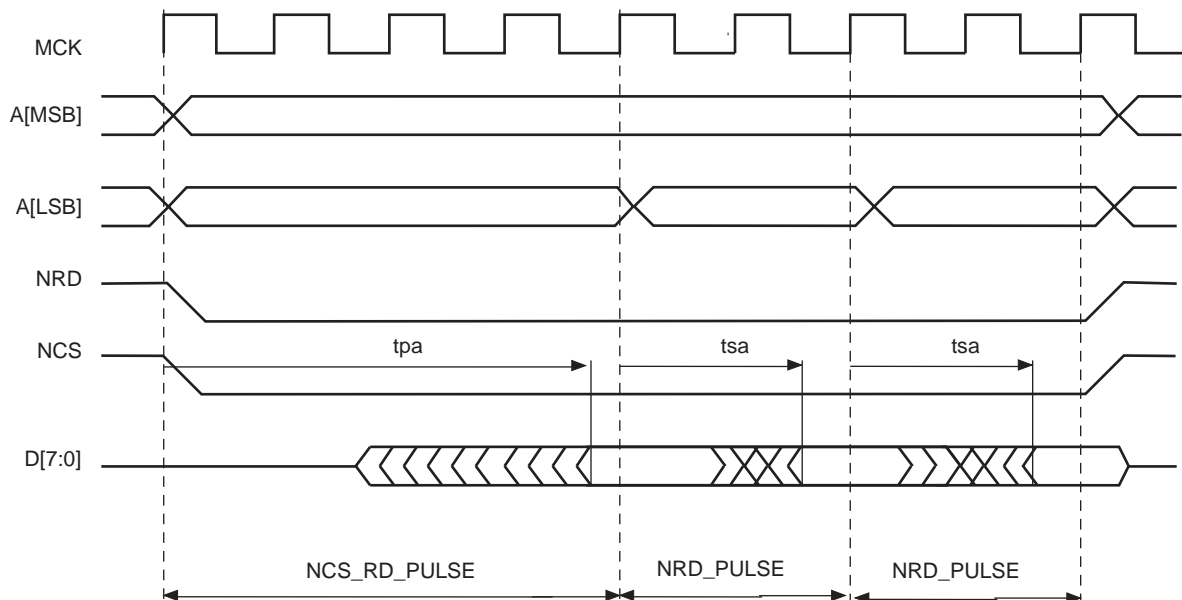 MCK
A[MSB]
A[LSB]
NRD
NCS
tpa
tsa
tsa
D[7:0]
NCS_RD_PULSE
NRD_PULSE
NRD_PULSE